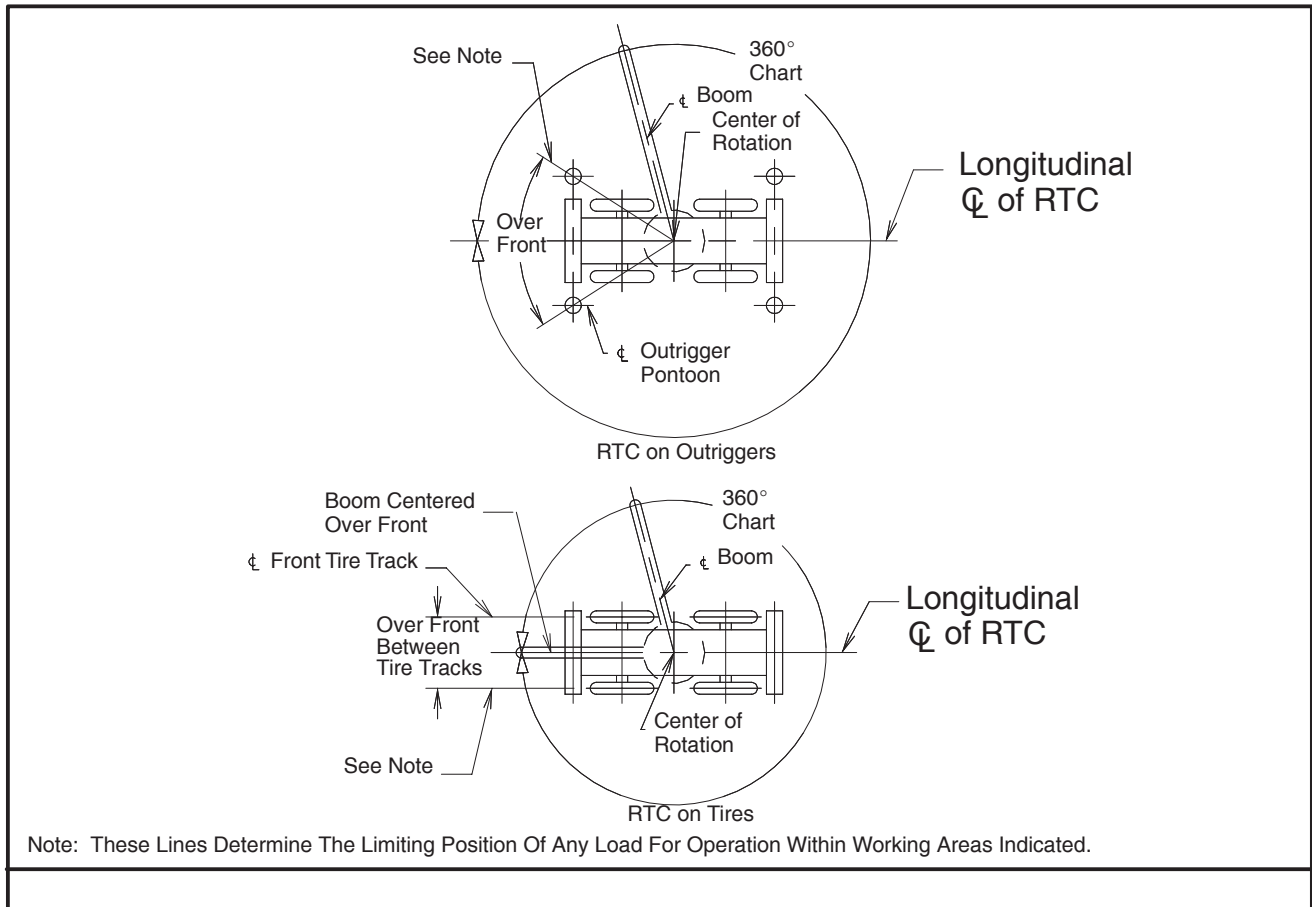 See Note
360°
Chart
℄ Boom
Center of
Rotation
Longitudinal
℄ of RTC
Over
Front
℄ Outrigger
Pontoon
RTC on Outriggers
Boom Centered
Over Front
360°
Chart
℄ Front Tire Track
℄ Boom
Longitudinal
℄ of RTC
Over Front
Between
Tire Tracks
Center of
Rotation
See Note
RTC on Tires
Note: These Lines Determine The Limiting Position Of Any Load For Operation Within Working Areas Indicated.